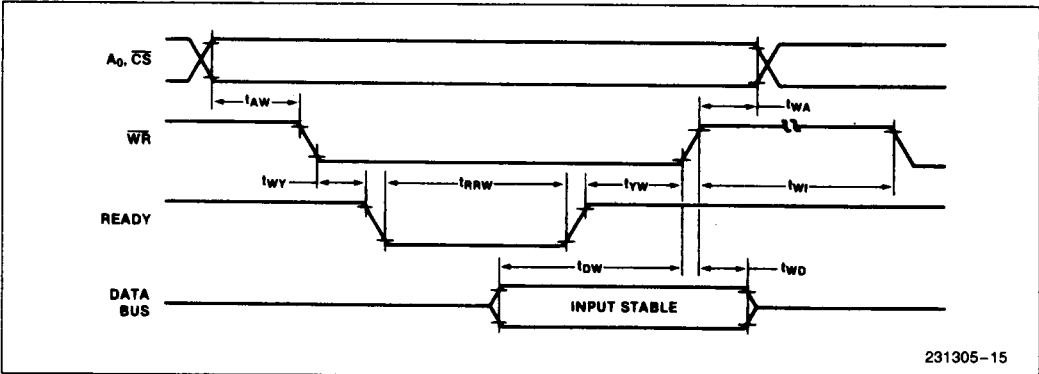 A0, CS
tAW
tWA
WR
tWY
tRRW
tYW
tWI
READY
tDW
tWD
DATA
BUS
INPUT STABLE
231305-15